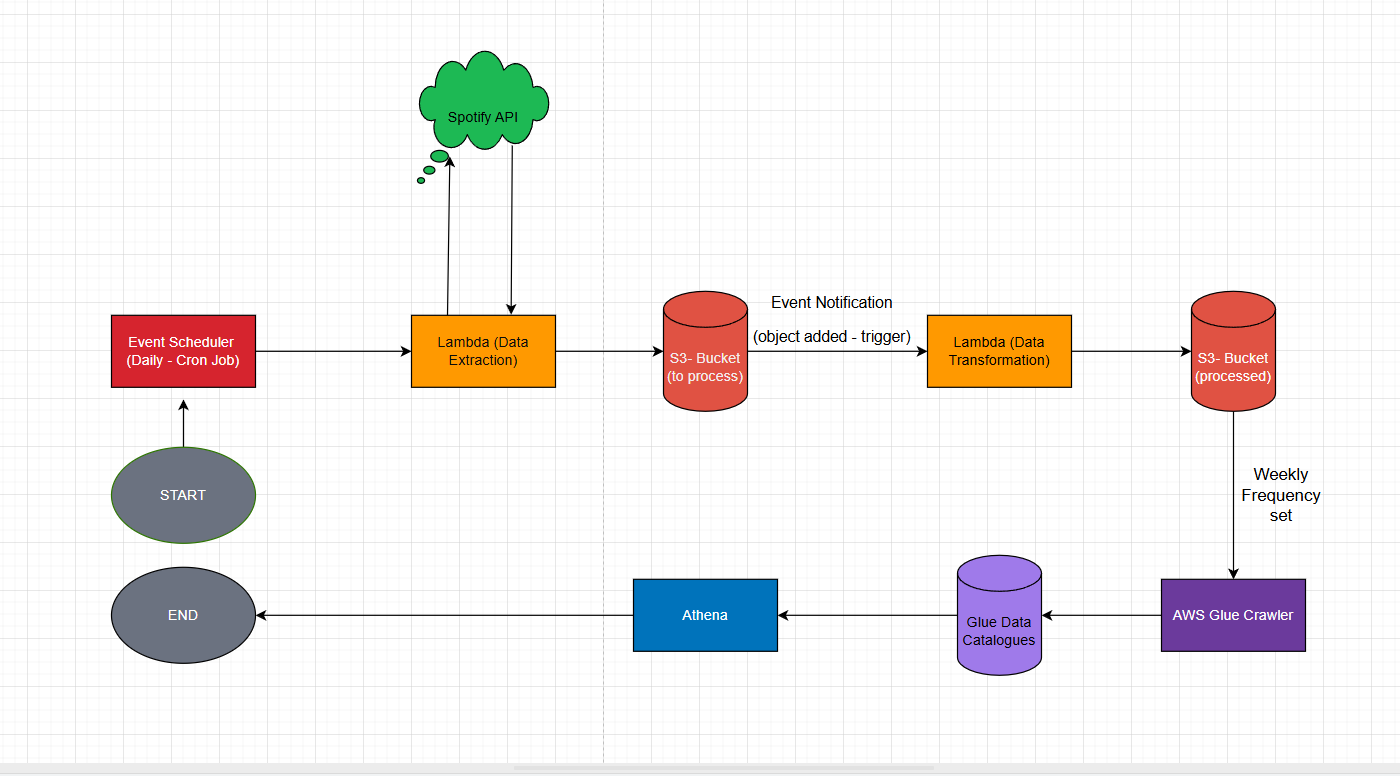 Spotify API
Event Scheduler
(Daily - Cron Job)
Lambda (Data
Extraction)
S3- Bucket
(to process)
Event Notification
(object added - trigger)
Lambda (Data
Transformation)
S3- Bucket
(processed)
START
Weekly
Frequency
set
END
Athena
Glue Data
Catalogues
AWS Glue Crawler